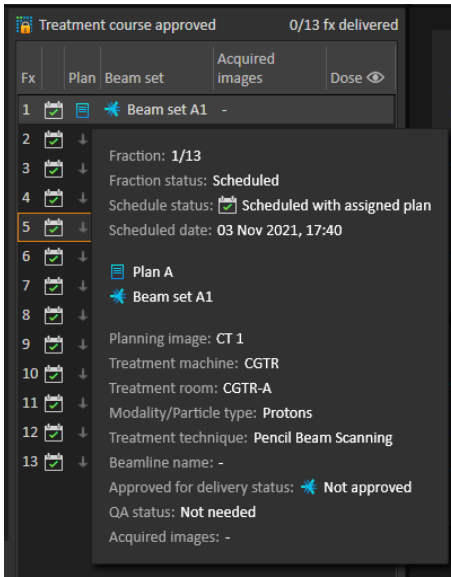 Treatment course approved 0/13 fx delivered
Fx Plan Beam set Acquired images Dose
1 Beam set A1 -
2
3
4
5
6
7
8
9
10
11
12
13
Fraction: 1/13
Fraction status: Scheduled
Schedule status: Scheduled with assigned plan
Scheduled date: 03 Nov 2021, 17:40
Plan A
Beam set A1
Planning image: CT 1
Treatment machine: CGTR
Treatment room: CGTR-A
Modality/Particle type: Protons
Treatment technique: Pencil Beam Scanning
Beamline name: -
Approved for delivery status: Not approved
QA status: Not needed
Acquired images: -